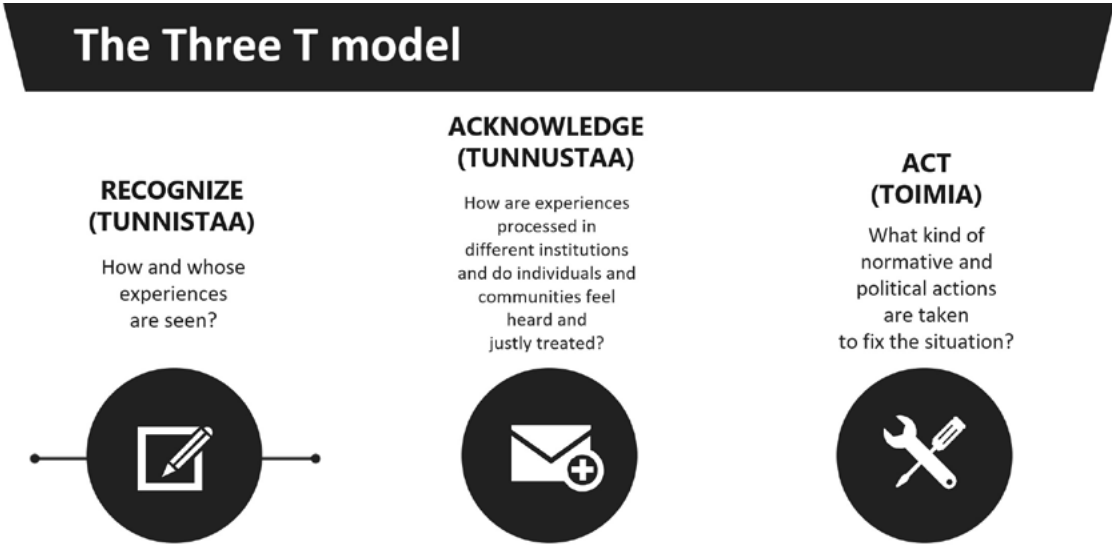 The Three T model
RECOGNIZE
(TUNNISTAA)
How and whose
experiences
are seen?
ACKNOWLEDGE
(TUNNUSTAA)
How are experiences
processed in
different institutions
and do individuals and
communities feel
heard and
justly treated?
ACT
(TOIMIA)
What kind of
normative and
political actions
are taken
to fix the situation?